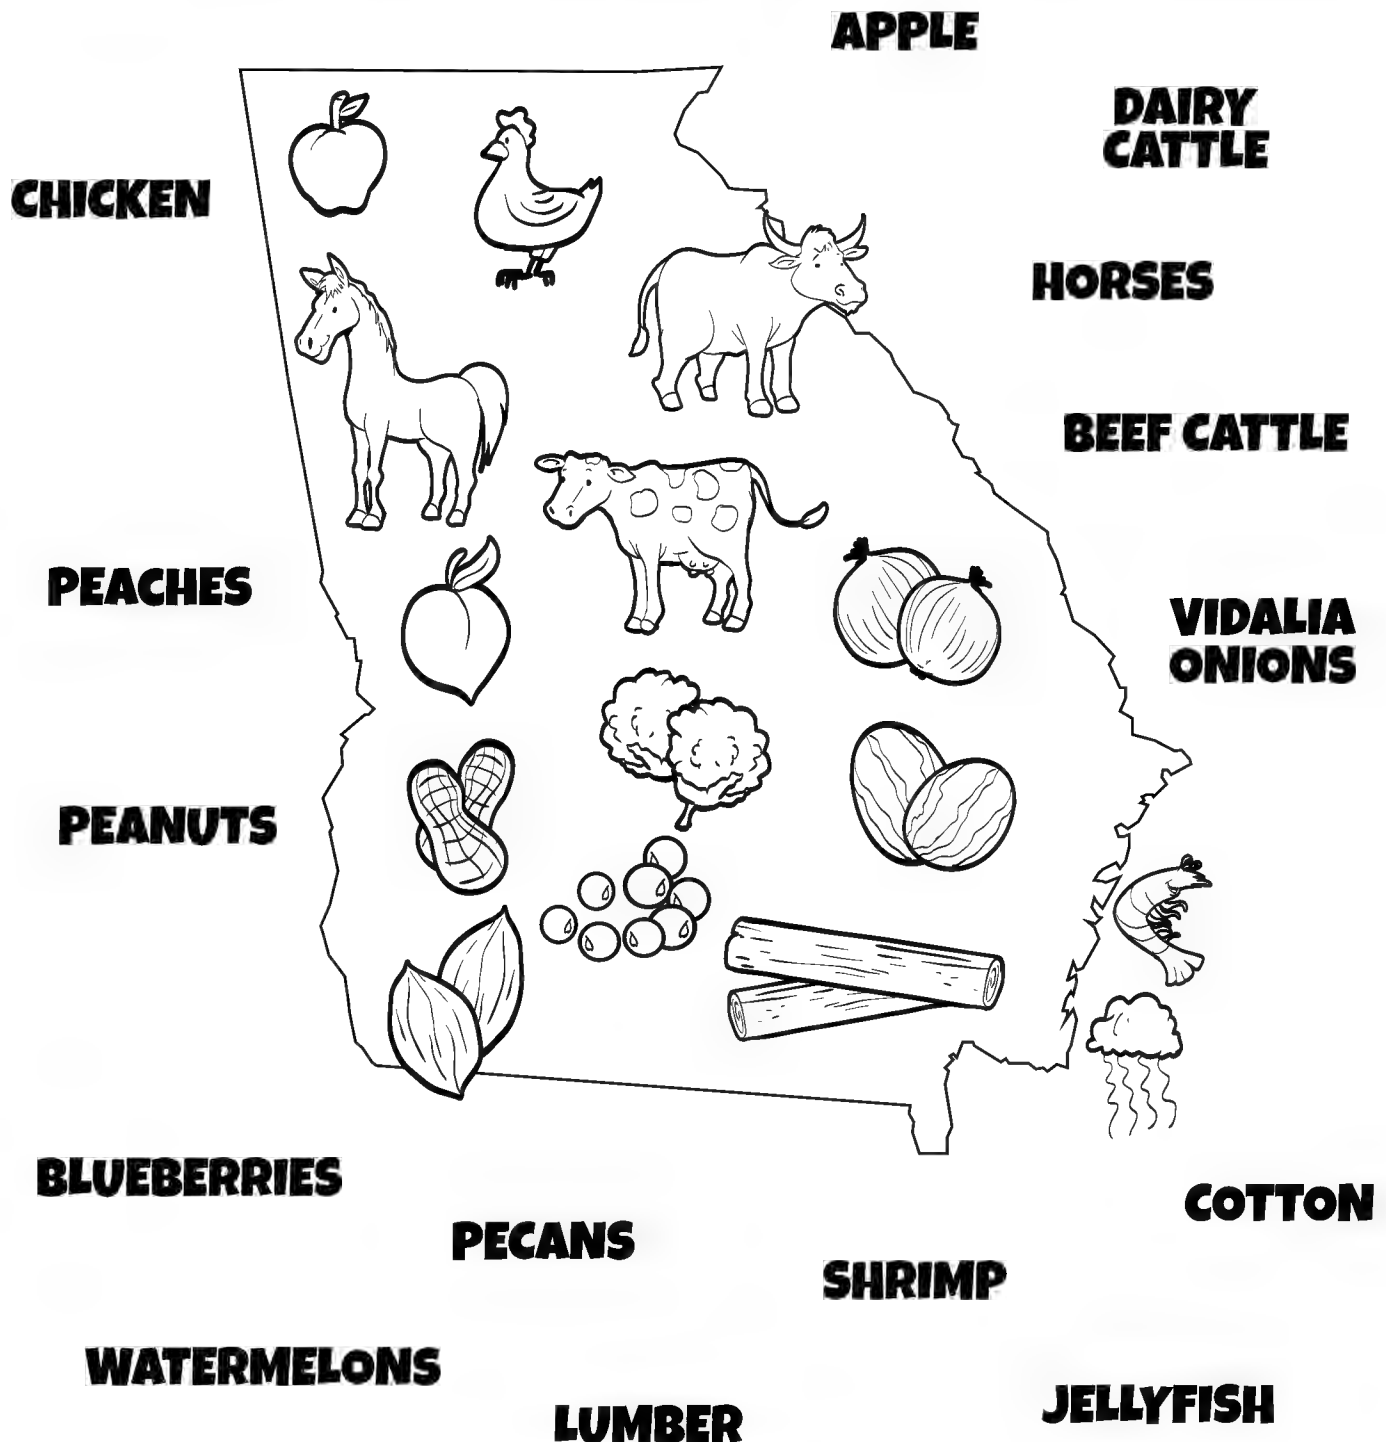 APPLE
DAIRY
CATTLE
CHICKEN
HORSES
BEEF CATTLE
PEACHES
VIDALIA
ONIONS
PEANUTS
BLUEBERRIES
COTTON
PECANS
SHRIMP
WATERMELONS
JELLYFISH
LUMBER